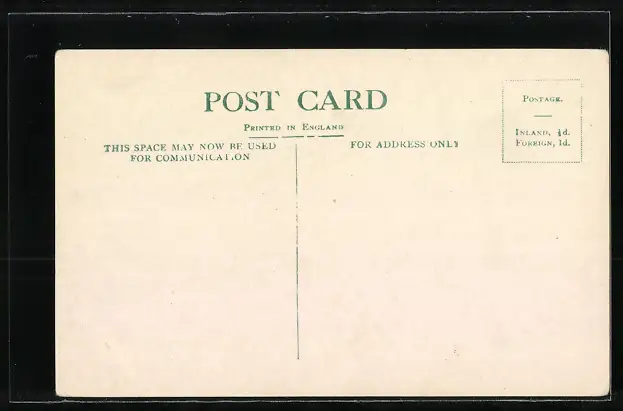 POST CARD
PRINTED IN ENGLAND
THIS SPACE MAY NOW BE USED
FOR COMMUNICATION
FOR ADDRESS ONLY
POSTAGE.
INLAND, ½d.
FOREIGN, 1d.